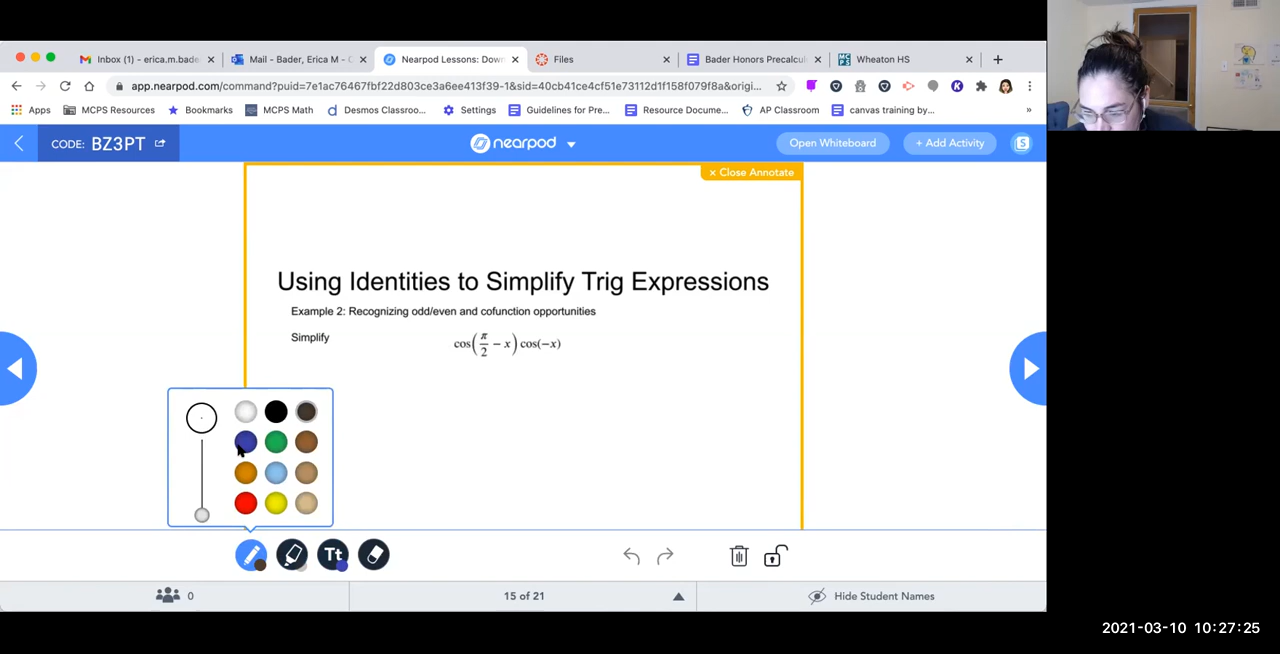 Inbox (1) - erica.m.bade
Mail - Bader, Erica M -
Nearpod Lessons: Dow
Files
Bader Honors Precalcul
Wheaton HS
app.nearpod.com/command?puid=7e1ac76467fbf22d803ce3a6ee413f39-1&sid=40cb41ce4cf51e73112d1f158f079f8a&origi...
Apps
MCPS Resources
Bookmarks
MCPS Math
Desmos Classroo...
Settings
Guidelines for Pre...
Resource Docume...
AP Classroom
canvas training by...
»
CODE: BZ3PT
nearpod
Open Whiteboard
+ Add Activity
S
× Close Annotate
Using Identities to Simplify Trig Expressions
Example 2: Recognizing odd/even and cofunction opportunities
Simplify
cos(π/2 − x) cos(−x)
Tt
0
15 of 21
Hide Student Names
2021-03-10 10:27:25